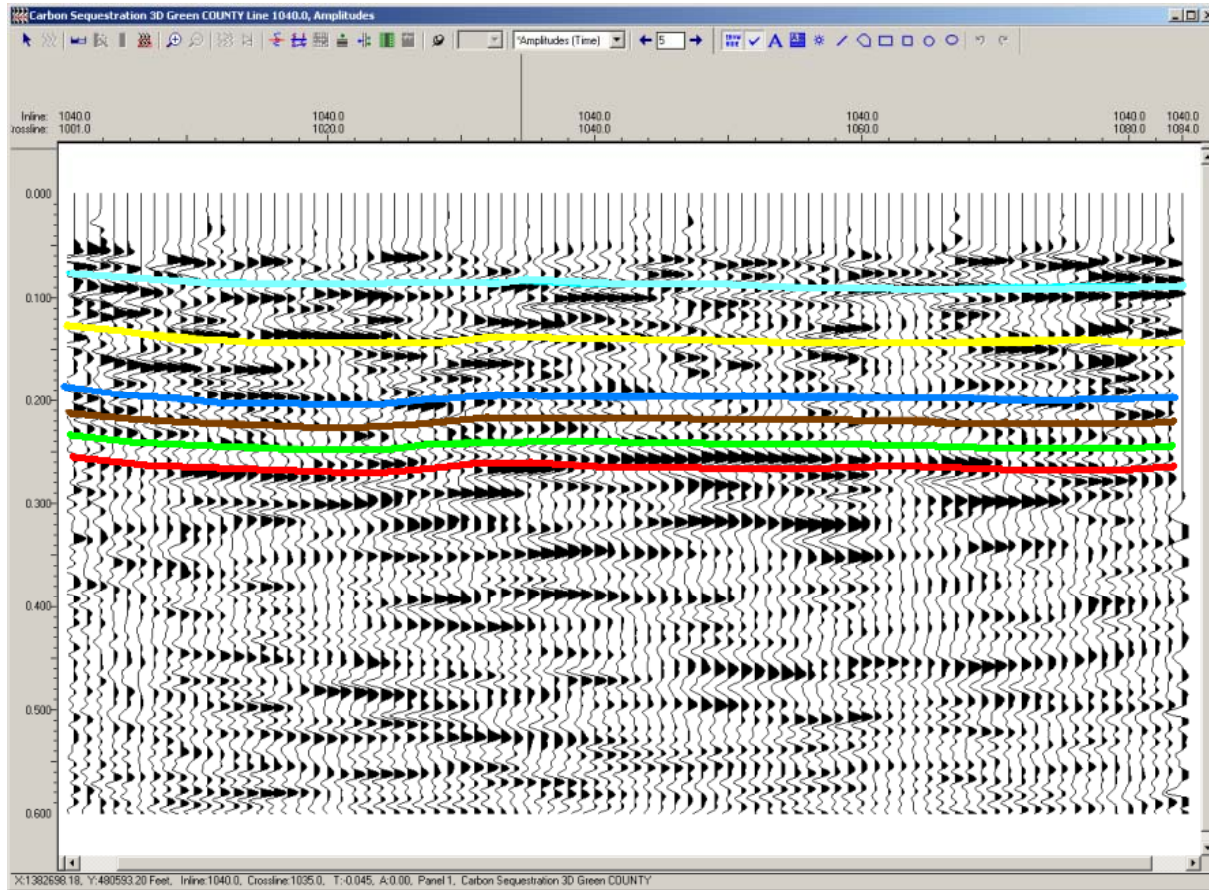 Carbon Sequestration 3D Green COUNTY Line 1040.0, Amplitudes
*Amplitudes (Time) 5 A
Inline: 1040.0 1040.0 1040.0 1040.0 1040.0 1040.0
rossline: 1001.0 1020.0 1040.0 1060.0 1080.0 1084.0
0.000
0.100
0.200
0.300
0.400
0.500
0.600
X:1382698.18, Y:480593.20 Feet, Inline:1040.0, Crossline:1035.0, T:-0.045, A:0.00, Panel 1, Carbon Sequestration 3D Green COUNTY